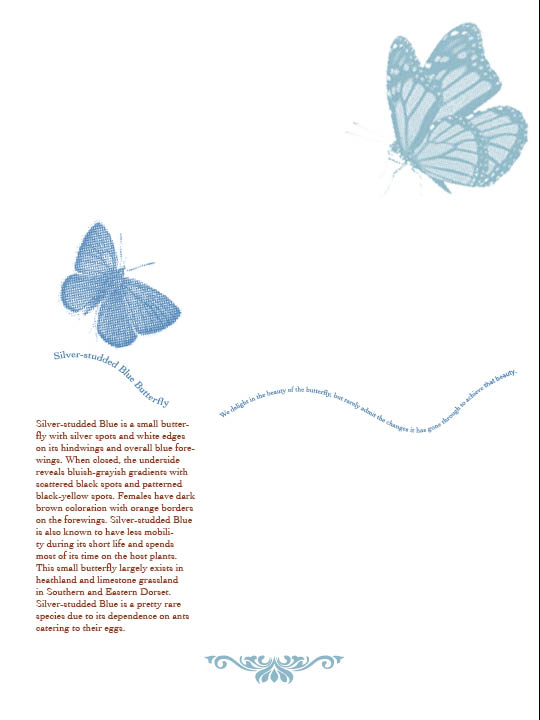 Silver-studded Blue Butterfly
We delight in the beauty of the butterfly, but rarely admit the changes it has gone through to achieve that beauty.
Silver-studded Blue is a small butter-
fly with silver spots and white edges
on its hindwings and overall blue fore-
wings. When closed, the underside
reveals bluish-grayish gradients with
scattered black spots and patterned
black-yellow spots. Females have dark
brown coloration with orange borders
on the forewings. Silver-studded Blue
is also known to have less mobili-
ty during its short life and spends
most of its time on the host plants.
This small butterfly largely exists in
heathland and limestone grassland
in Southern and Eastern Dorset.
Silver-studded Blue is a pretty rare
species due to its dependence on ants
catering to their eggs.